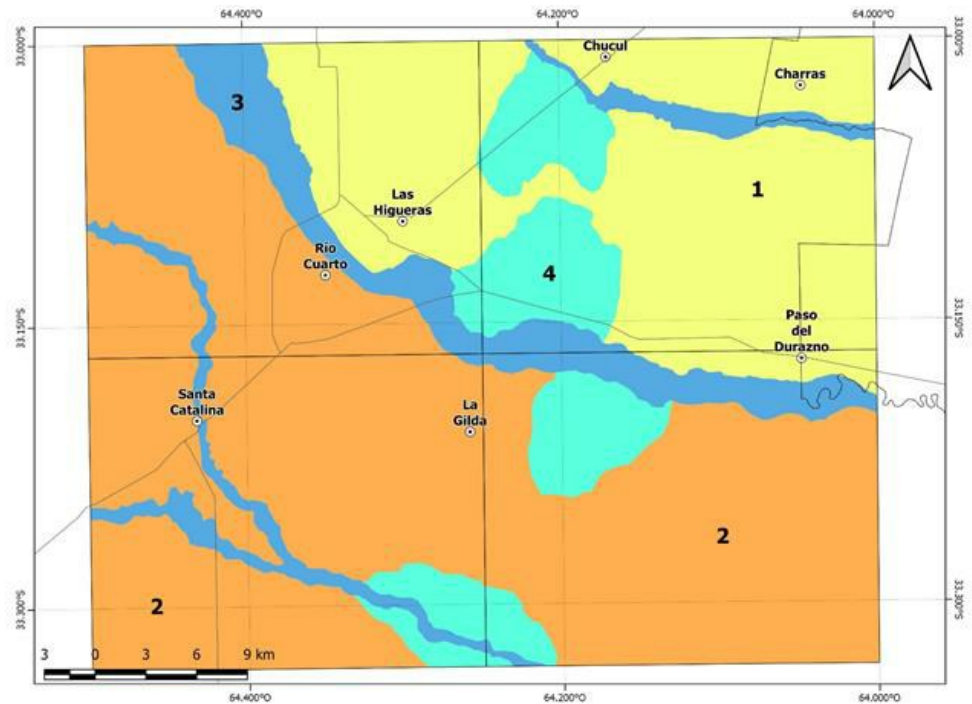 64.400°O 64.200°O 64.000°O
33.000°S 33.000°S
Chucul
Charras
3
1
Las
Higueras
Río
Cuarto
4
33.150°S 33.150°S
Paso
del
Durazno
Santa
Catalina
La
Gilda
2
2
33.300°S 33.300°S
3 0 3 6 9 km
64.400°O 64.200°O 64.000°O